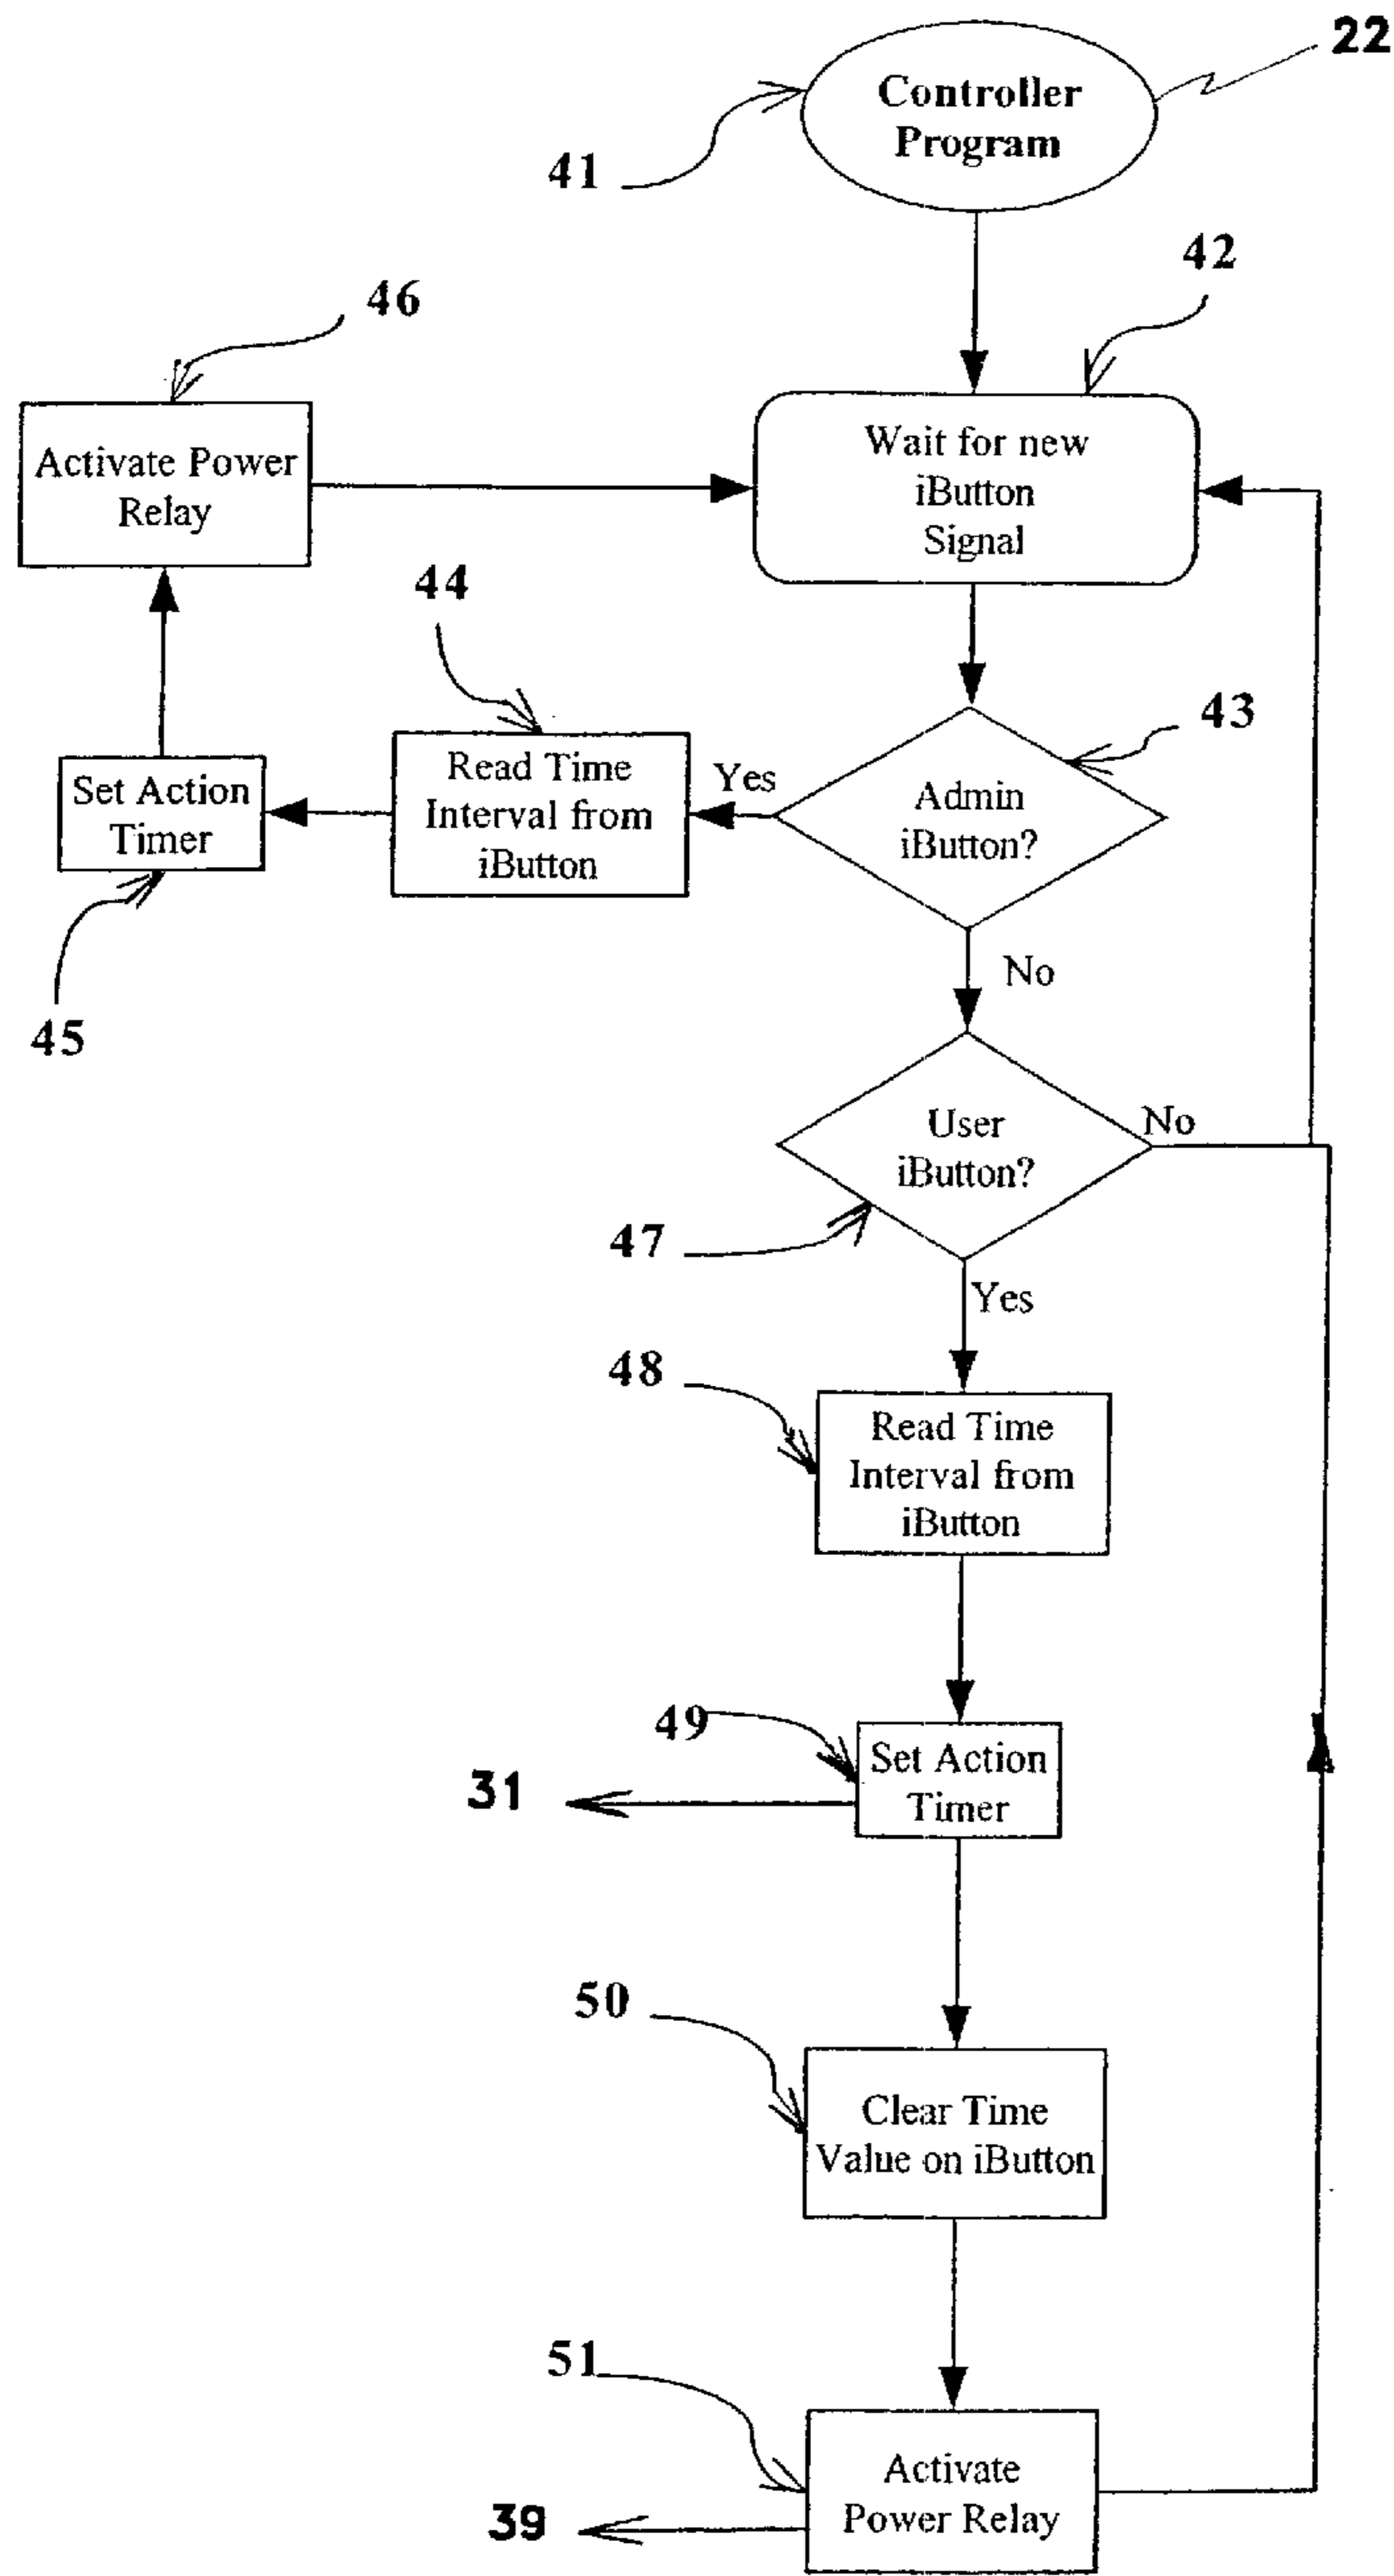 22
Controller
Program
41
42
46
Wait for new
iButton
Signal
Activate Power
Relay
44
43
Read Time
Interval from
iButton
Yes
Admin
iButton?
Set Action
Timer
No
45
User
iButton?
No
47
Yes
48
Read Time
Interval from
iButton
49
Set Action
Timer
31
50
Clear Time
Value on iButton
51
Activate
Power Relay
39